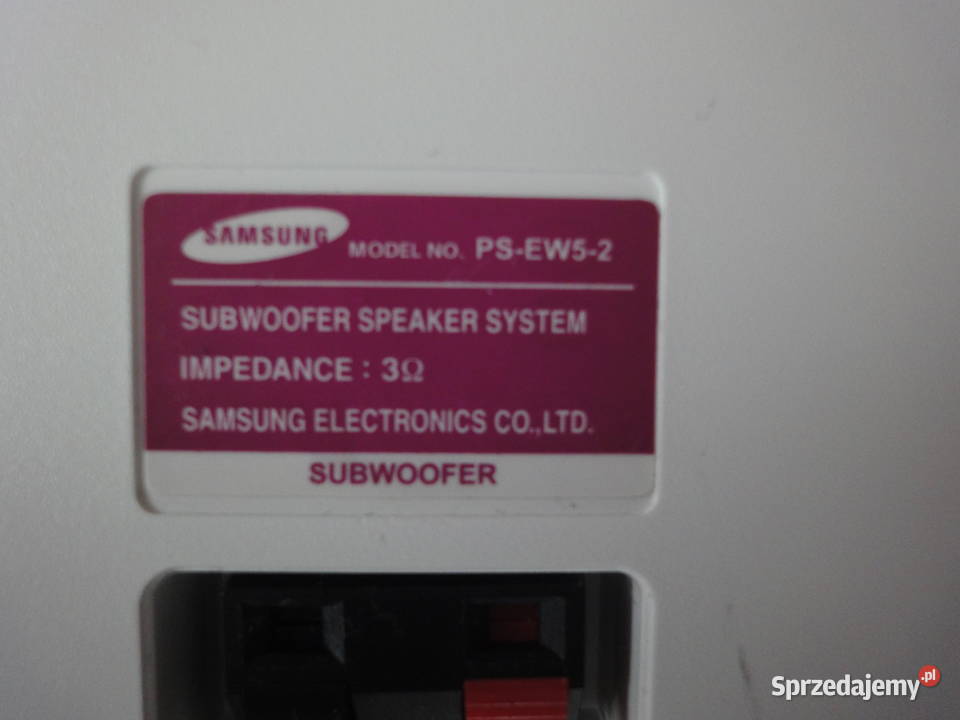 SAMSUNG MODEL NO. PS-EW5-2
SUBWOOFER SPEAKER SYSTEM
IMPEDANCE : 3Ω
SAMSUNG ELECTRONICS CO.,LTD.
SUBWOOFER
Sprzedajemy.pl